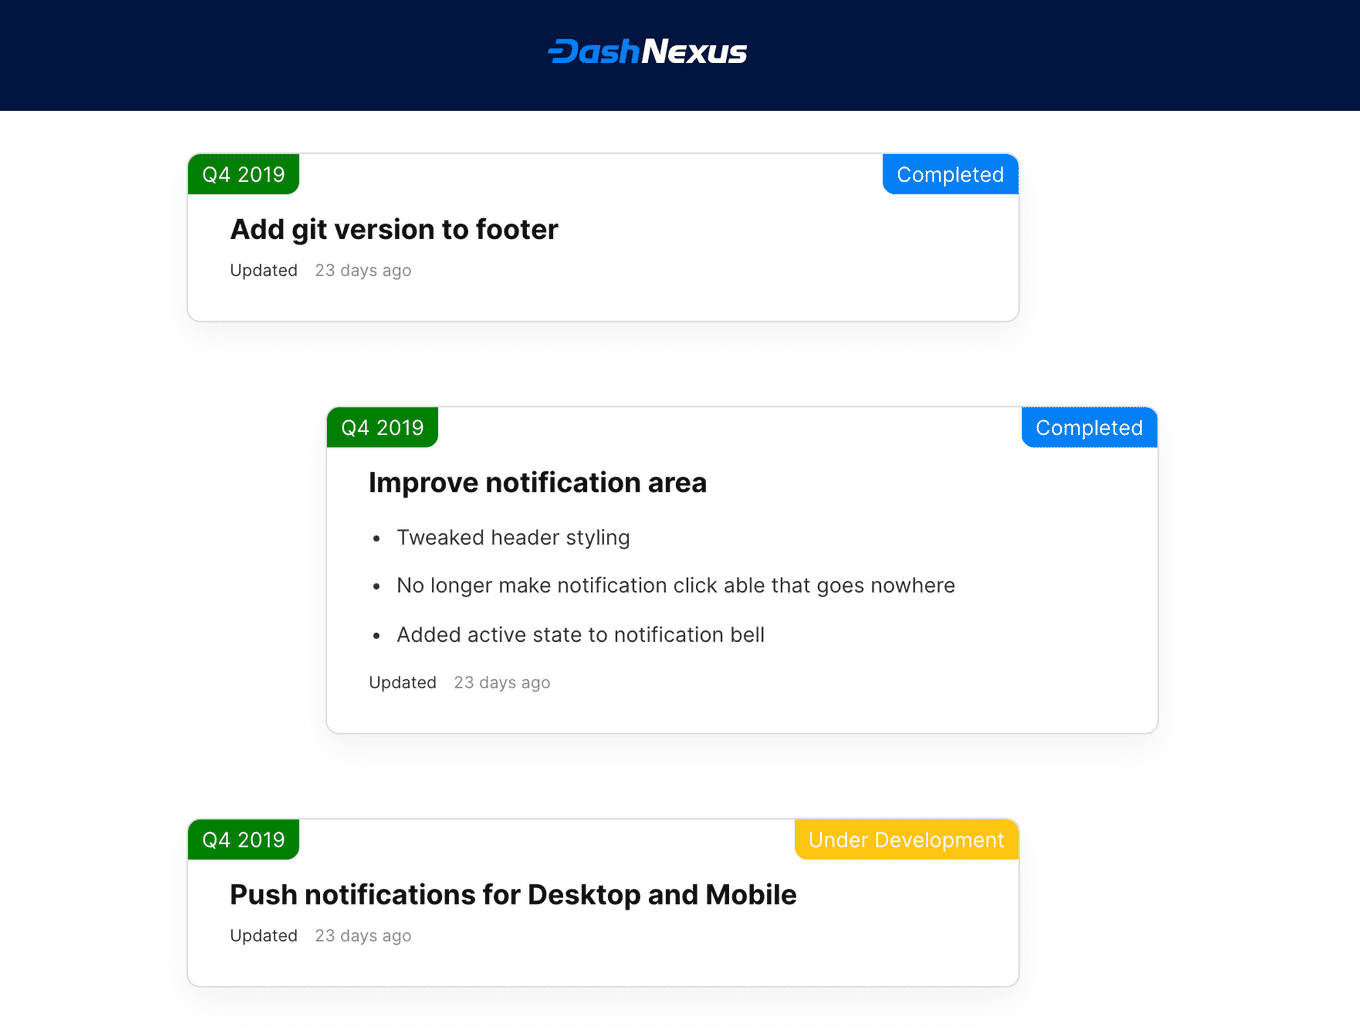 DashNexus
Q4 2019
Completed
Add git version to footer
Updated 23 days ago
Q4 2019
Completed
Improve notification area
• Tweaked header styling
• No longer make notification click able that goes nowhere
• Added active state to notification bell
Updated 23 days ago
Q4 2019
Under Development
Push notifications for Desktop and Mobile
Updated 23 days ago